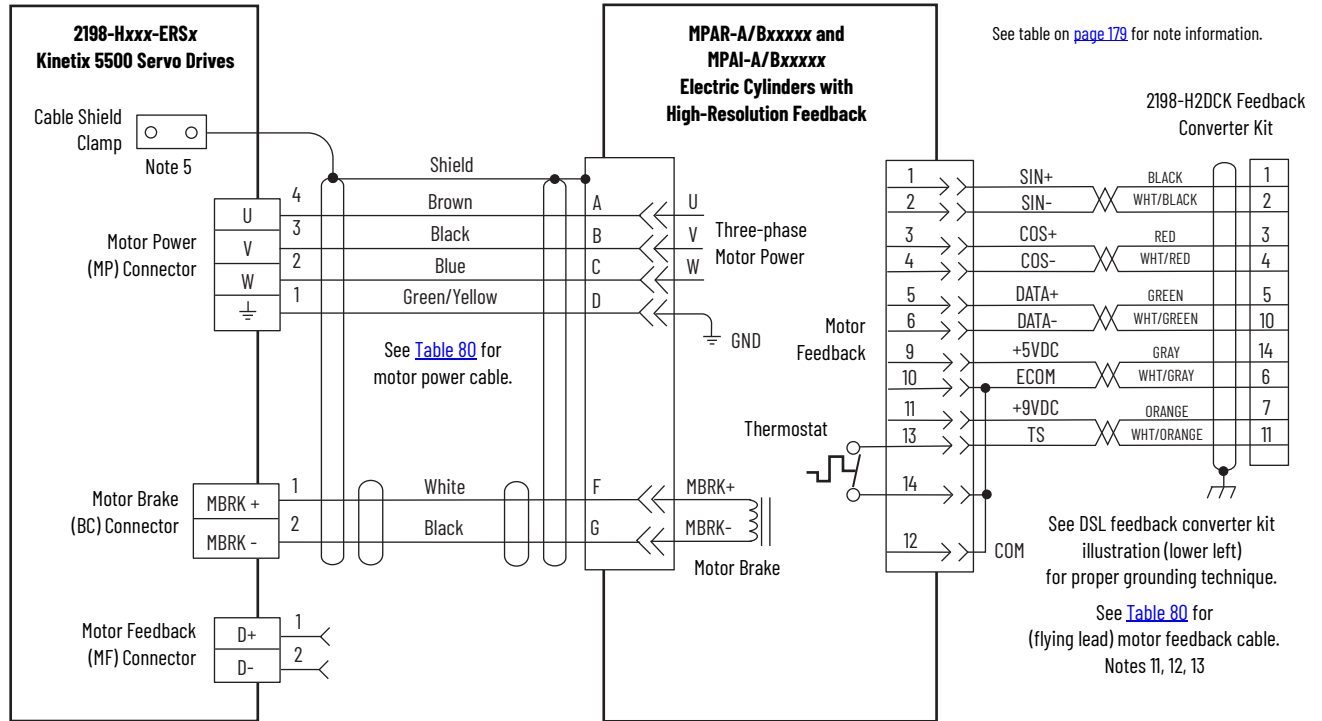 2198-Hxxx-ERSx
Kinetix 5500 Servo Drives
Cable Shield
Clamp
Note 5
Motor Power
(MP) Connector
U
V
W
4
3
2
1
Shield
Brown
Black
Blue
Green/Yellow
See Table 80 for
motor power cable.
Motor Brake
(BC) Connector
MBRK +
MBRK -
1
2
White
Black
Motor Feedback
(MF) Connector
D+
D-
1
2
MPAR-A/Bxxxxx and
MPAI-A/Bxxxxx
Electric Cylinders with
High-Resolution Feedback
A
B
C
D
U
V
W
Three-phase
Motor Power
GND
F
G
MBRK+
MBRK-
Motor Brake
Motor
Feedback
Thermostat
See table on page 179 for note information.
2198-H2DCK Feedback
Converter Kit
1 SIN+ BLACK 1
2 SIN- WHT/BLACK 2
3 COS+ RED 3
4 COS- WHT/RED 4
5 DATA+ GREEN 5
6 DATA- WHT/GREEN 10
9 +5VDC GRAY 14
10 ECOM WHT/GRAY 6
11 +9VDC ORANGE 7
13 TS WHT/ORANGE 11
14
12 COM
See DSL feedback converter kit
illustration (lower left)
for proper grounding technique.
See Table 80 for
(flying lead) motor feedback cable.
Notes 11, 12, 13